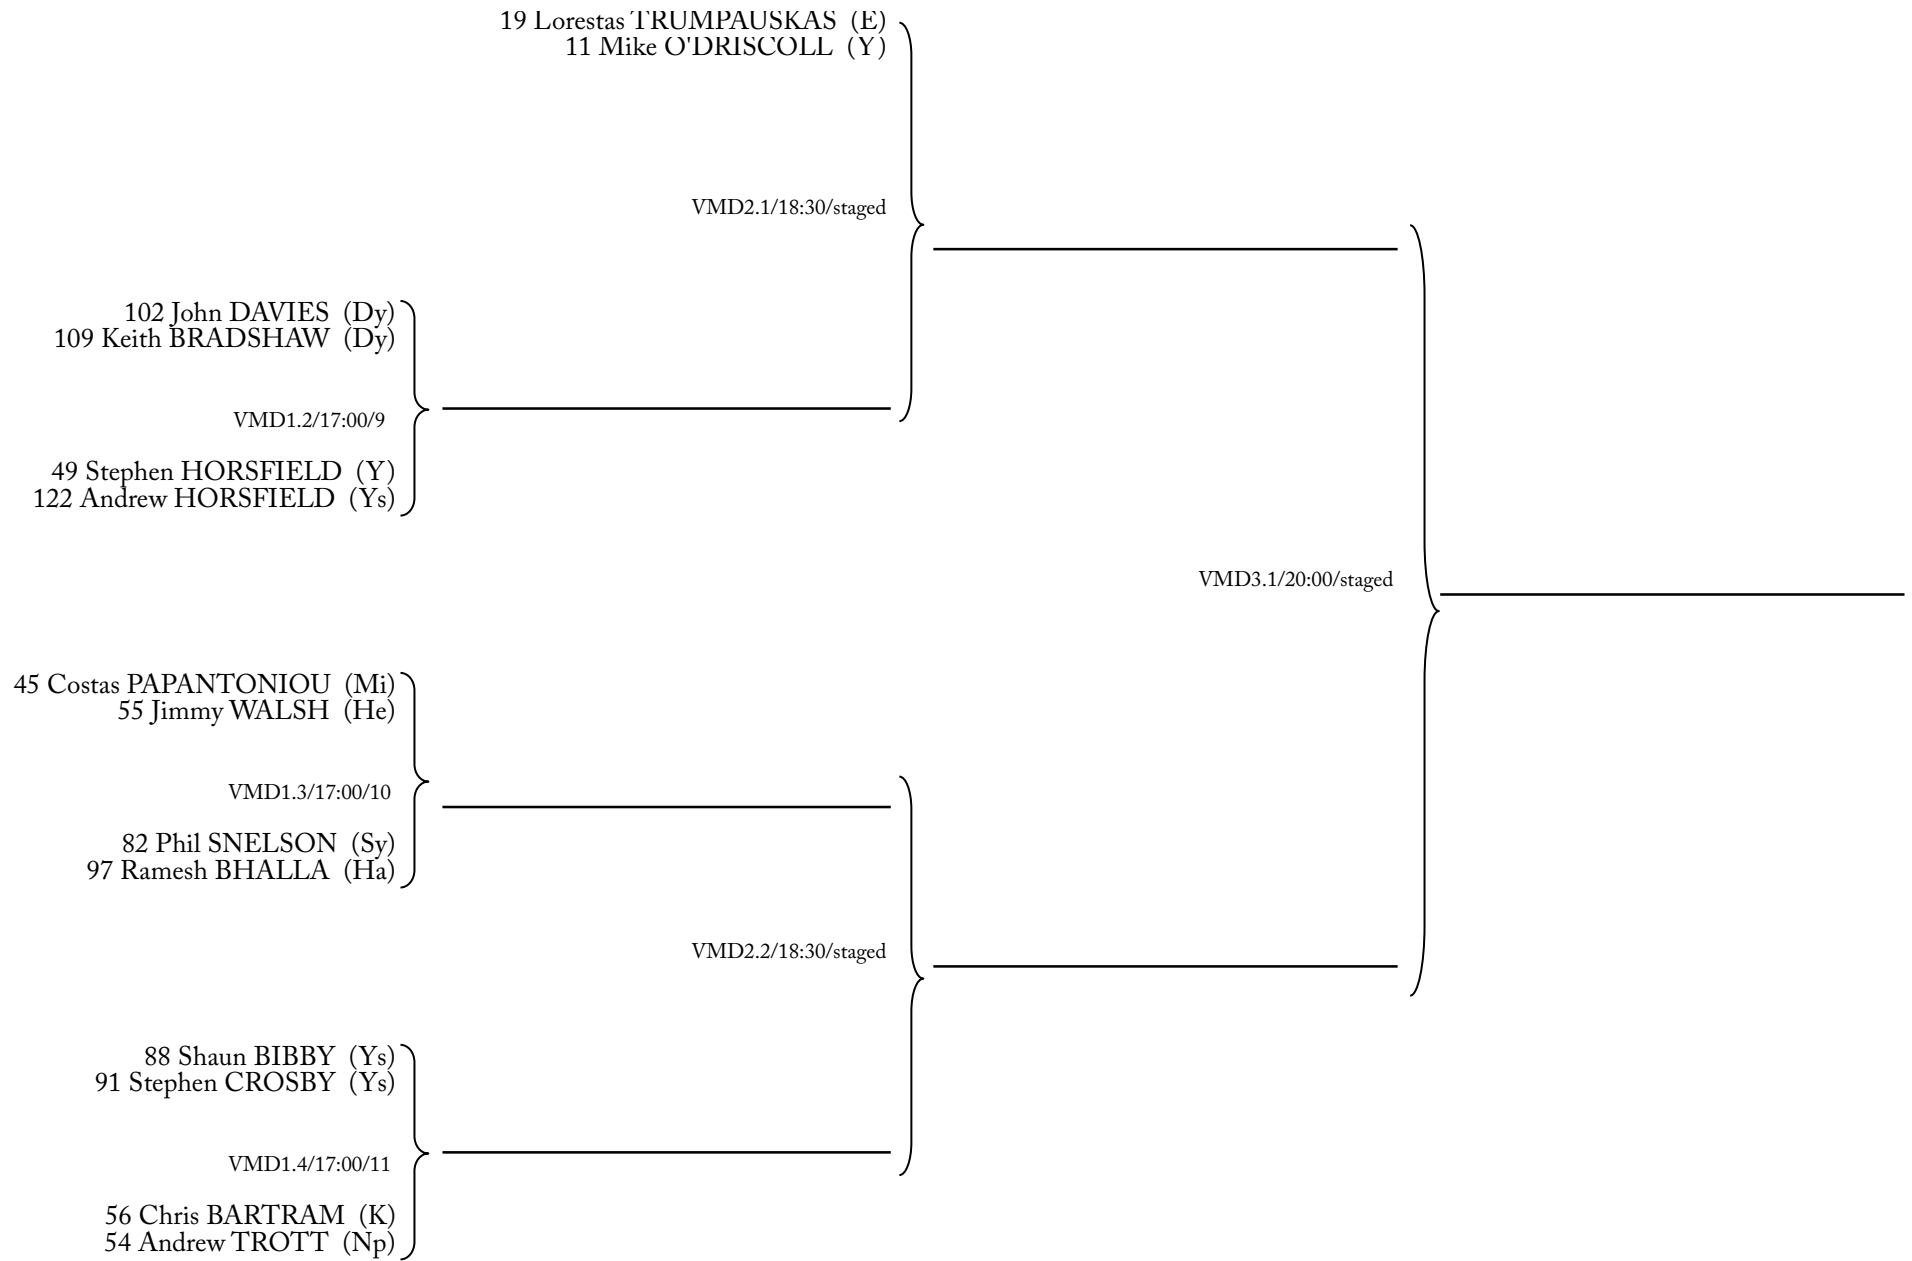 19 Lorestas TRUMPAUSKAS (E)
11 Mike O'DRISCOLL (Y)
VMD2.1/18:30/staged
102 John DAVIES (Dy)
109 Keith BRADSHAW (Dy)
VMD1.2/17:00/9
49 Stephen HORSFIELD (Y)
122 Andrew HORSFIELD (Ys)
VMD3.1/20:00/staged
45 Costas PAPANTONIOU (Mi)
55 Jimmy WALSH (He)
VMD1.3/17:00/10
82 Phil SNELSON (Sy)
97 Ramesh BHALLA (Ha)
VMD2.2/18:30/staged
88 Shaun BIBBY (Ys)
91 Stephen CROSBY (Ys)
VMD1.4/17:00/11
56 Chris BARTRAM (K)
54 Andrew TROTT (Np)